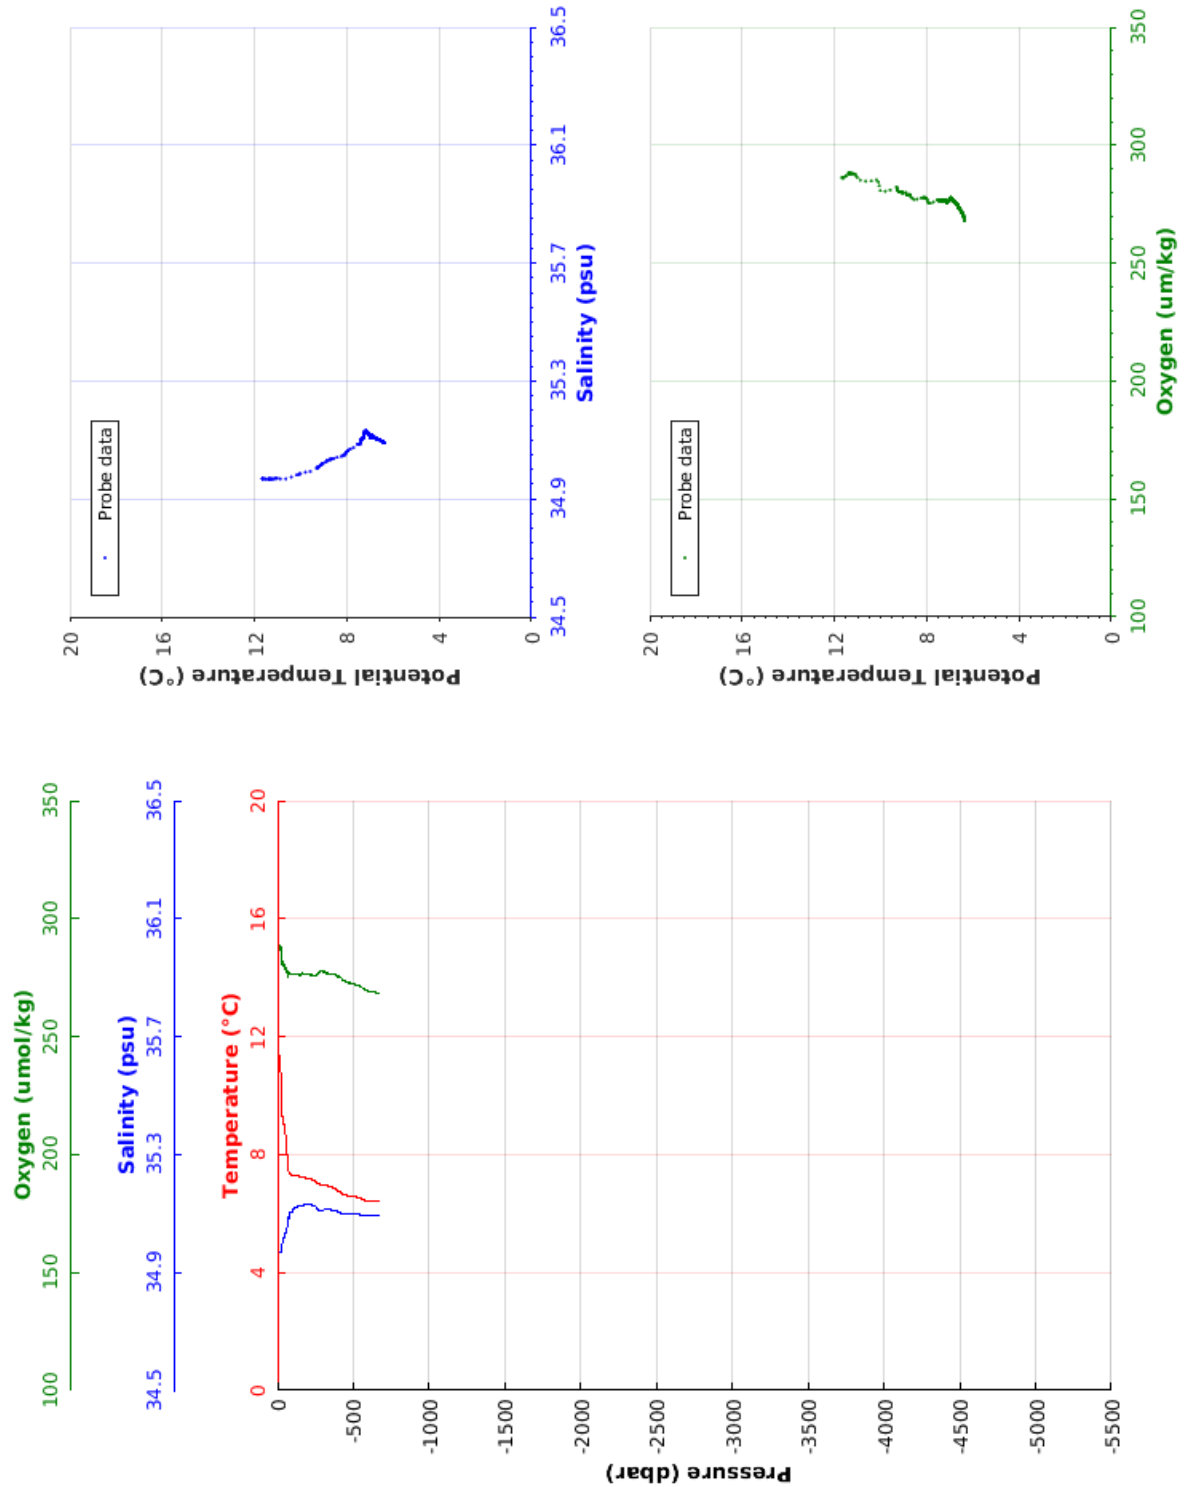 Oxygen (umol/kg)
100 150 200 250 300 350
Salinity (psu)
34.5 34.9 35.3 35.7 36.1 36.5
Temperature (°C)
0 4 8 12 16 20
0
-500
-1000
-1500
-2000
-2500
-3000
-3500
-4000
-4500
-5000
-5500
Pressure (dbar)
Probe data
20
16
12
8
4
0
Potential Temperature (°C)
34.5 34.9 35.3 35.7 36.1 36.5
Salinity (psu)
Probe data
20
16
12
8
4
0
Potential Temperature (°C)
100 150 200 250 300 350
Oxygen (um/kg)